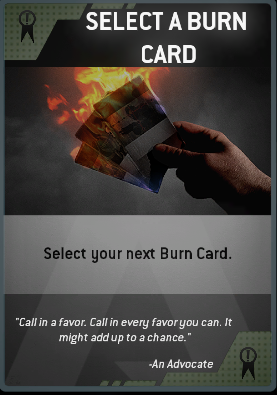 SELECT A BURN
CARD
Select your next Burn Card.
"Call in a favor. Call in every favor you can. It
might add up to a chance."
-An Advocate